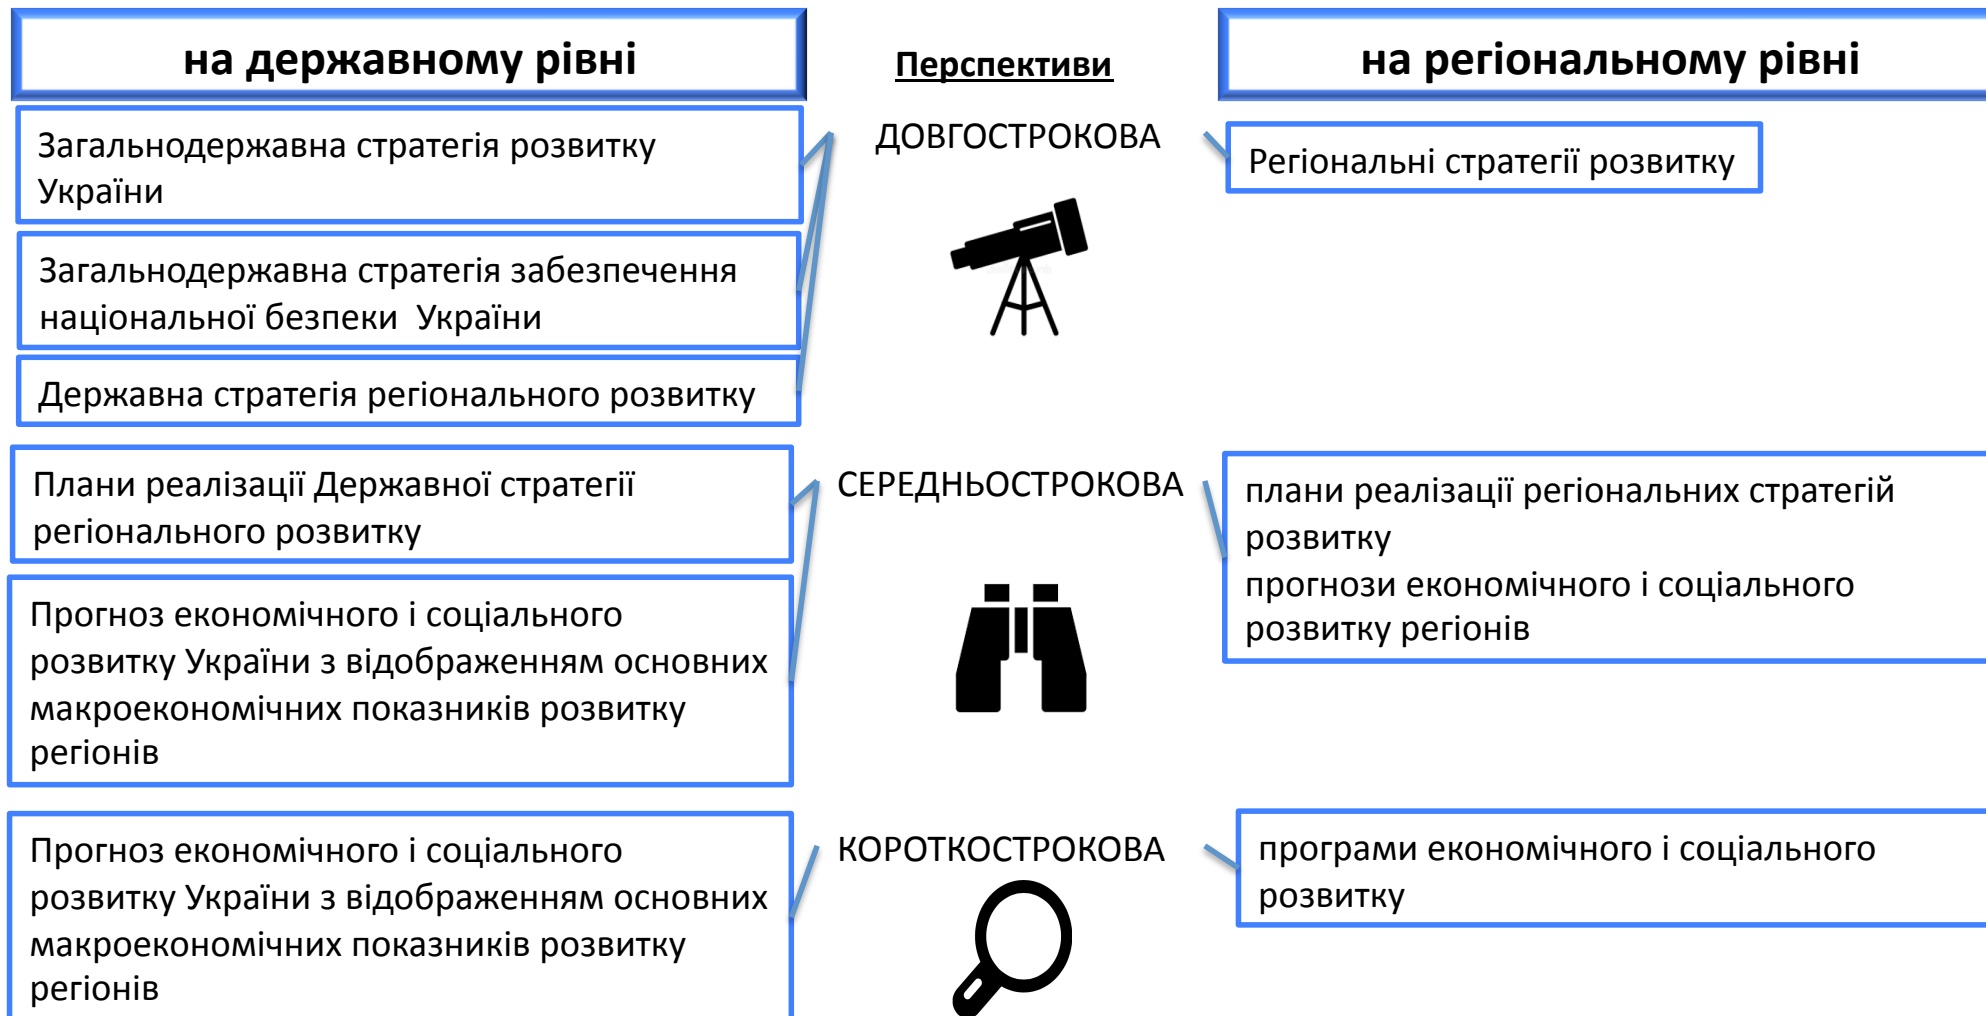 на державному рівні
Перспективи
на регіональному рівні
Загальнодержавна стратегія розвитку
України
Загальнодержавна стратегія забезпечення
національної безпеки України
Державна стратегія регіонального розвитку
ДОВГОСТРОКОВА
Регіональні стратегії розвитку
Плани реалізації Державної стратегії
регіонального розвитку
Прогноз економічного і соціального
розвитку України з відображенням основних
макроекономічних показників розвитку
регіонів
СЕРЕДНЬОСТРОКОВА
плани реалізації регіональних стратегій
розвитку
прогнози економічного і соціального
розвитку регіонів
Прогноз економічного і соціального
розвитку України з відображенням основних
макроекономічних показників розвитку
регіонів
КОРОТКОСТРОКОВА
програми економічного і соціального
розвитку